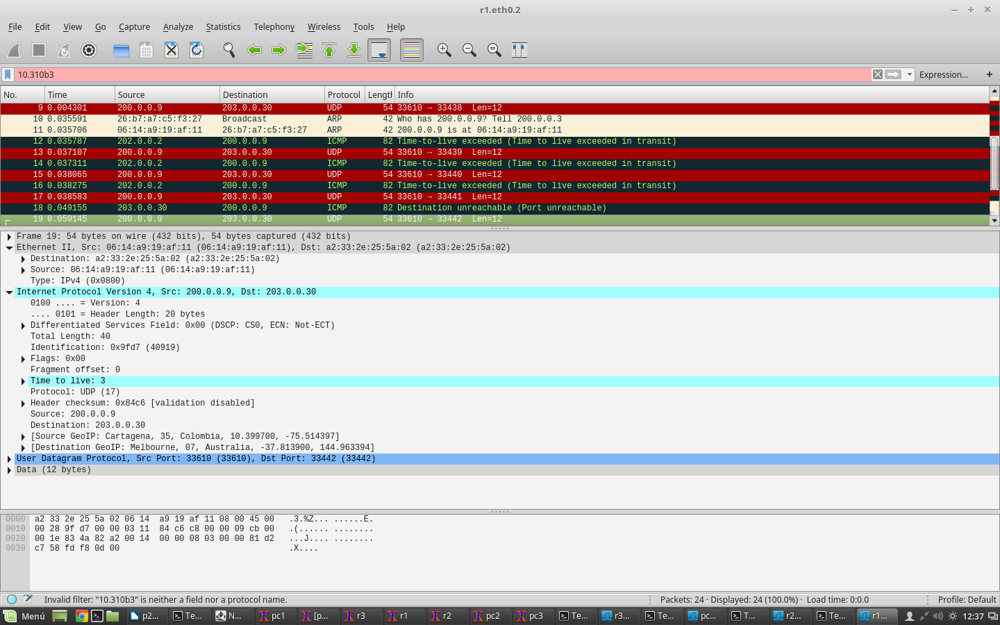 r1.eth0.2
File Edit View Go Capture Analyze Statistics Telephony Wireless Tools Help
10.310b3 Expression... +
No. Time Source Destination Protocol Length Info
9 0.004301 200.0.0.9 203.0.0.30 UDP 54 33610 → 33438 Len=12
10 0.035591 26:b7:a7:c5:f3:27 Broadcast ARP 42 Who has 200.0.0.9? Tell 200.0.0.3
11 0.035706 06:14:a9:19:af:11 26:b7:a7:c5:f3:27 ARP 42 200.0.0.9 is at 06:14:a9:19:af:11
12 0.035787 202.0.0.2 200.0.0.9 ICMP 82 Time-to-live exceeded (Time to live exceeded in transit)
13 0.037107 200.0.0.9 203.0.0.30 UDP 54 33610 → 33439 Len=12
14 0.037311 202.0.0.2 200.0.0.9 ICMP 82 Time-to-live exceeded (Time to live exceeded in transit)
15 0.038065 200.0.0.9 203.0.0.30 UDP 54 33610 → 33440 Len=12
16 0.038275 202.0.0.2 200.0.0.9 ICMP 82 Time-to-live exceeded (Time to live exceeded in transit)
17 0.038583 200.0.0.9 203.0.0.30 UDP 54 33610 → 33441 Len=12
18 0.049155 203.0.0.30 200.0.0.9 ICMP 82 Destination unreachable (Port unreachable)
19 0.050145 200.0.0.9 203.0.0.30 UDP 54 33610 → 33442 Len=12
Frame 19: 54 bytes on wire (432 bits), 54 bytes captured (432 bits)
Ethernet II, Src: 06:14:a9:19:af:11 (06:14:a9:19:af:11), Dst: a2:33:2e:25:5a:02 (a2:33:2e:25:5a:02)
Destination: a2:33:2e:25:5a:02 (a2:33:2e:25:5a:02)
Source: 06:14:a9:19:af:11 (06:14:a9:19:af:11)
Type: IPv4 (0x0800)
Internet Protocol Version 4, Src: 200.0.0.9, Dst: 203.0.0.30
0100 .... = Version: 4
.... 0101 = Header Length: 20 bytes
Differentiated Services Field: 0x00 (DSCP: CS0, ECN: Not-ECT)
Total Length: 40
Identification: 0x9fd7 (40919)
Flags: 0x00
Fragment offset: 0
Time to live: 3
Protocol: UDP (17)
Header checksum: 0x84c6 [validation disabled]
Source: 200.0.0.9
Destination: 203.0.0.30
[Source GeoIP: Cartagena, 35, Colombia, 10.399700, -75.514397]
[Destination GeoIP: Melbourne, 07, Australia, -37.813900, 144.963394]
User Datagram Protocol, Src Port: 33610 (33610), Dst Port: 33442 (33442)
Data (12 bytes)
0000 a2 33 2e 25 5a 02 06 14 a9 19 af 11 08 00 45 00 .3.%Z... ......E.
0010 00 28 9f d7 00 00 03 11 84 c6 c8 00 00 09 cb 00 .(...... ........
0020 00 1e 83 4a 82 a2 00 14 00 00 08 03 00 00 81 d2 ...J.... ........
0030 c7 58 fd f8 0d 00 .X....
Invalid filter: "10.310b3" is neither a field nor a protocol name. Packets: 24 · Displayed: 24 (100.0%) · Load time: 0:0.0 Profile: Default
Menú p2... Te... N... pc1 [p... r3 r1 r2 pc2 pc3 Te... r3... Te... pc... T... r2... Te... r1... 12:37